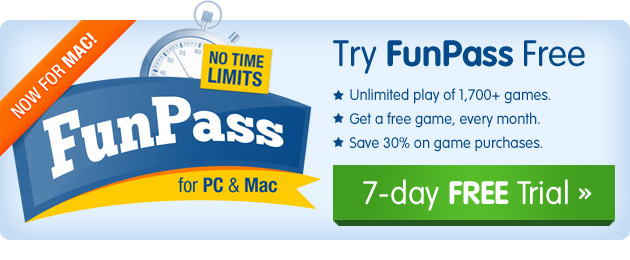 NOW FOR MAC!
NO TIME
LIMITS
FunPass
for PC & Mac
Try FunPass Free
Unlimited play of 1,700+ games.
Get a free game, every month.
Save 30% on game purchases.
7-day FREE Trial »